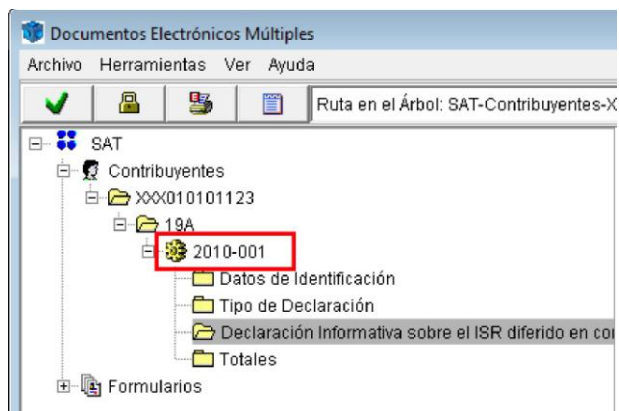 Documentos Electrónicos Múltiples
Archivo Herramientas Ver Ayuda
Ruta en el Árbol: SAT-Contribuyentes-X
SAT
Contribuyentes
XXX010101123
19A
2010-001
Datos de Identificación
Tipo de Declaración
Declaración Informativa sobre el ISR diferido en co
Totales
Formularios